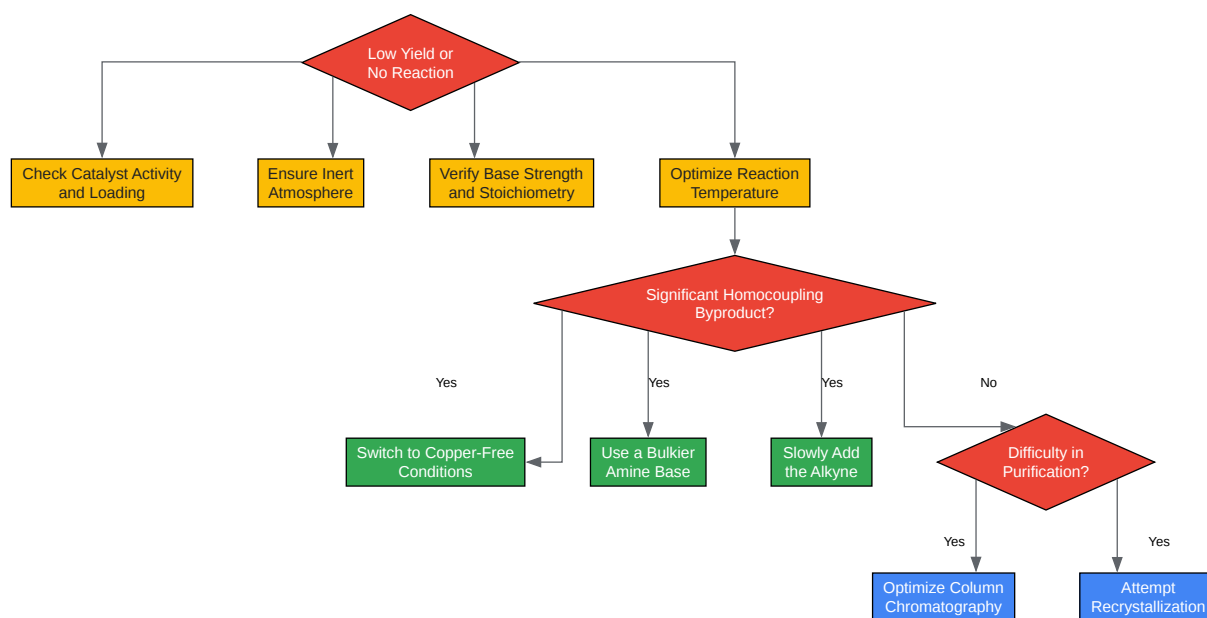 Low Yield or
No Reaction
Check Catalyst Activity
and Loading
Ensure Inert
Atmosphere
Verify Base Strength
and Stoichiometry
Optimize Reaction
Temperature
Significant Homocoupling
Byproduct?
Yes
Yes
Yes
No
Switch to Copper-Free
Conditions
Use a Bulkier
Amine Base
Slowly Add
the Alkyne
Difficulty in
Purification?
Yes
Yes
Optimize Column
Chromatography
Attempt
Recrystallization